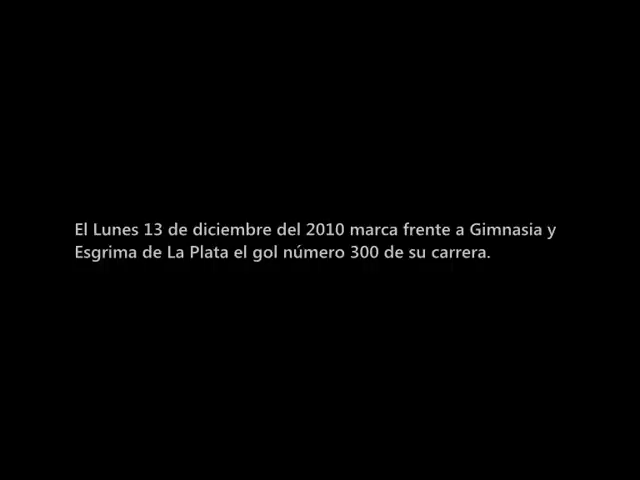 El Lunes 13 de diciembre del 2010 marca frente a Gimnasia y
Esgrima de La Plata el gol número 300 de su carrera.